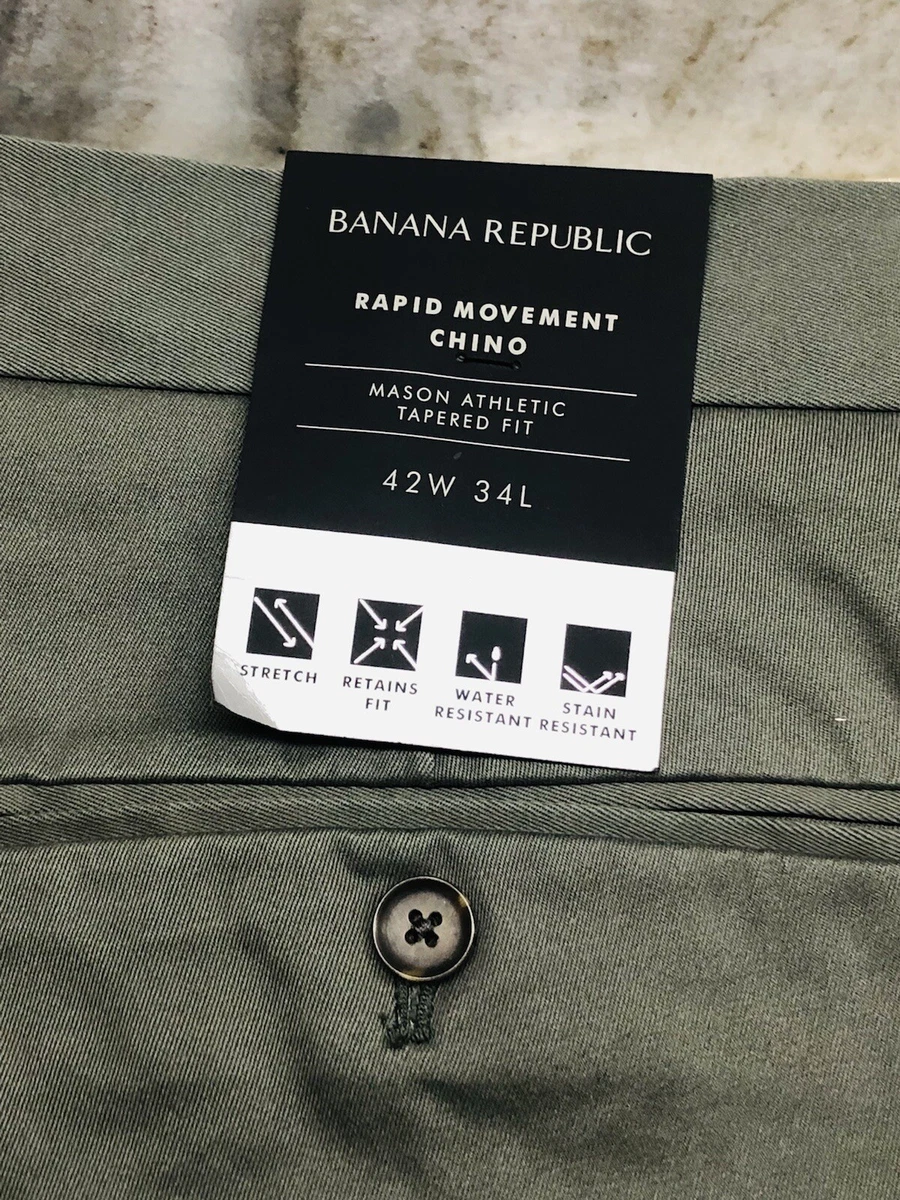 BANANA REPUBLIC
RAPID MOVEMENT
CHINO
MASON ATHLETIC
TAPERED FIT
42W 34L
STRETCH
RETAINS
FIT
WATER
RESISTANT
STAIN
RESISTANT